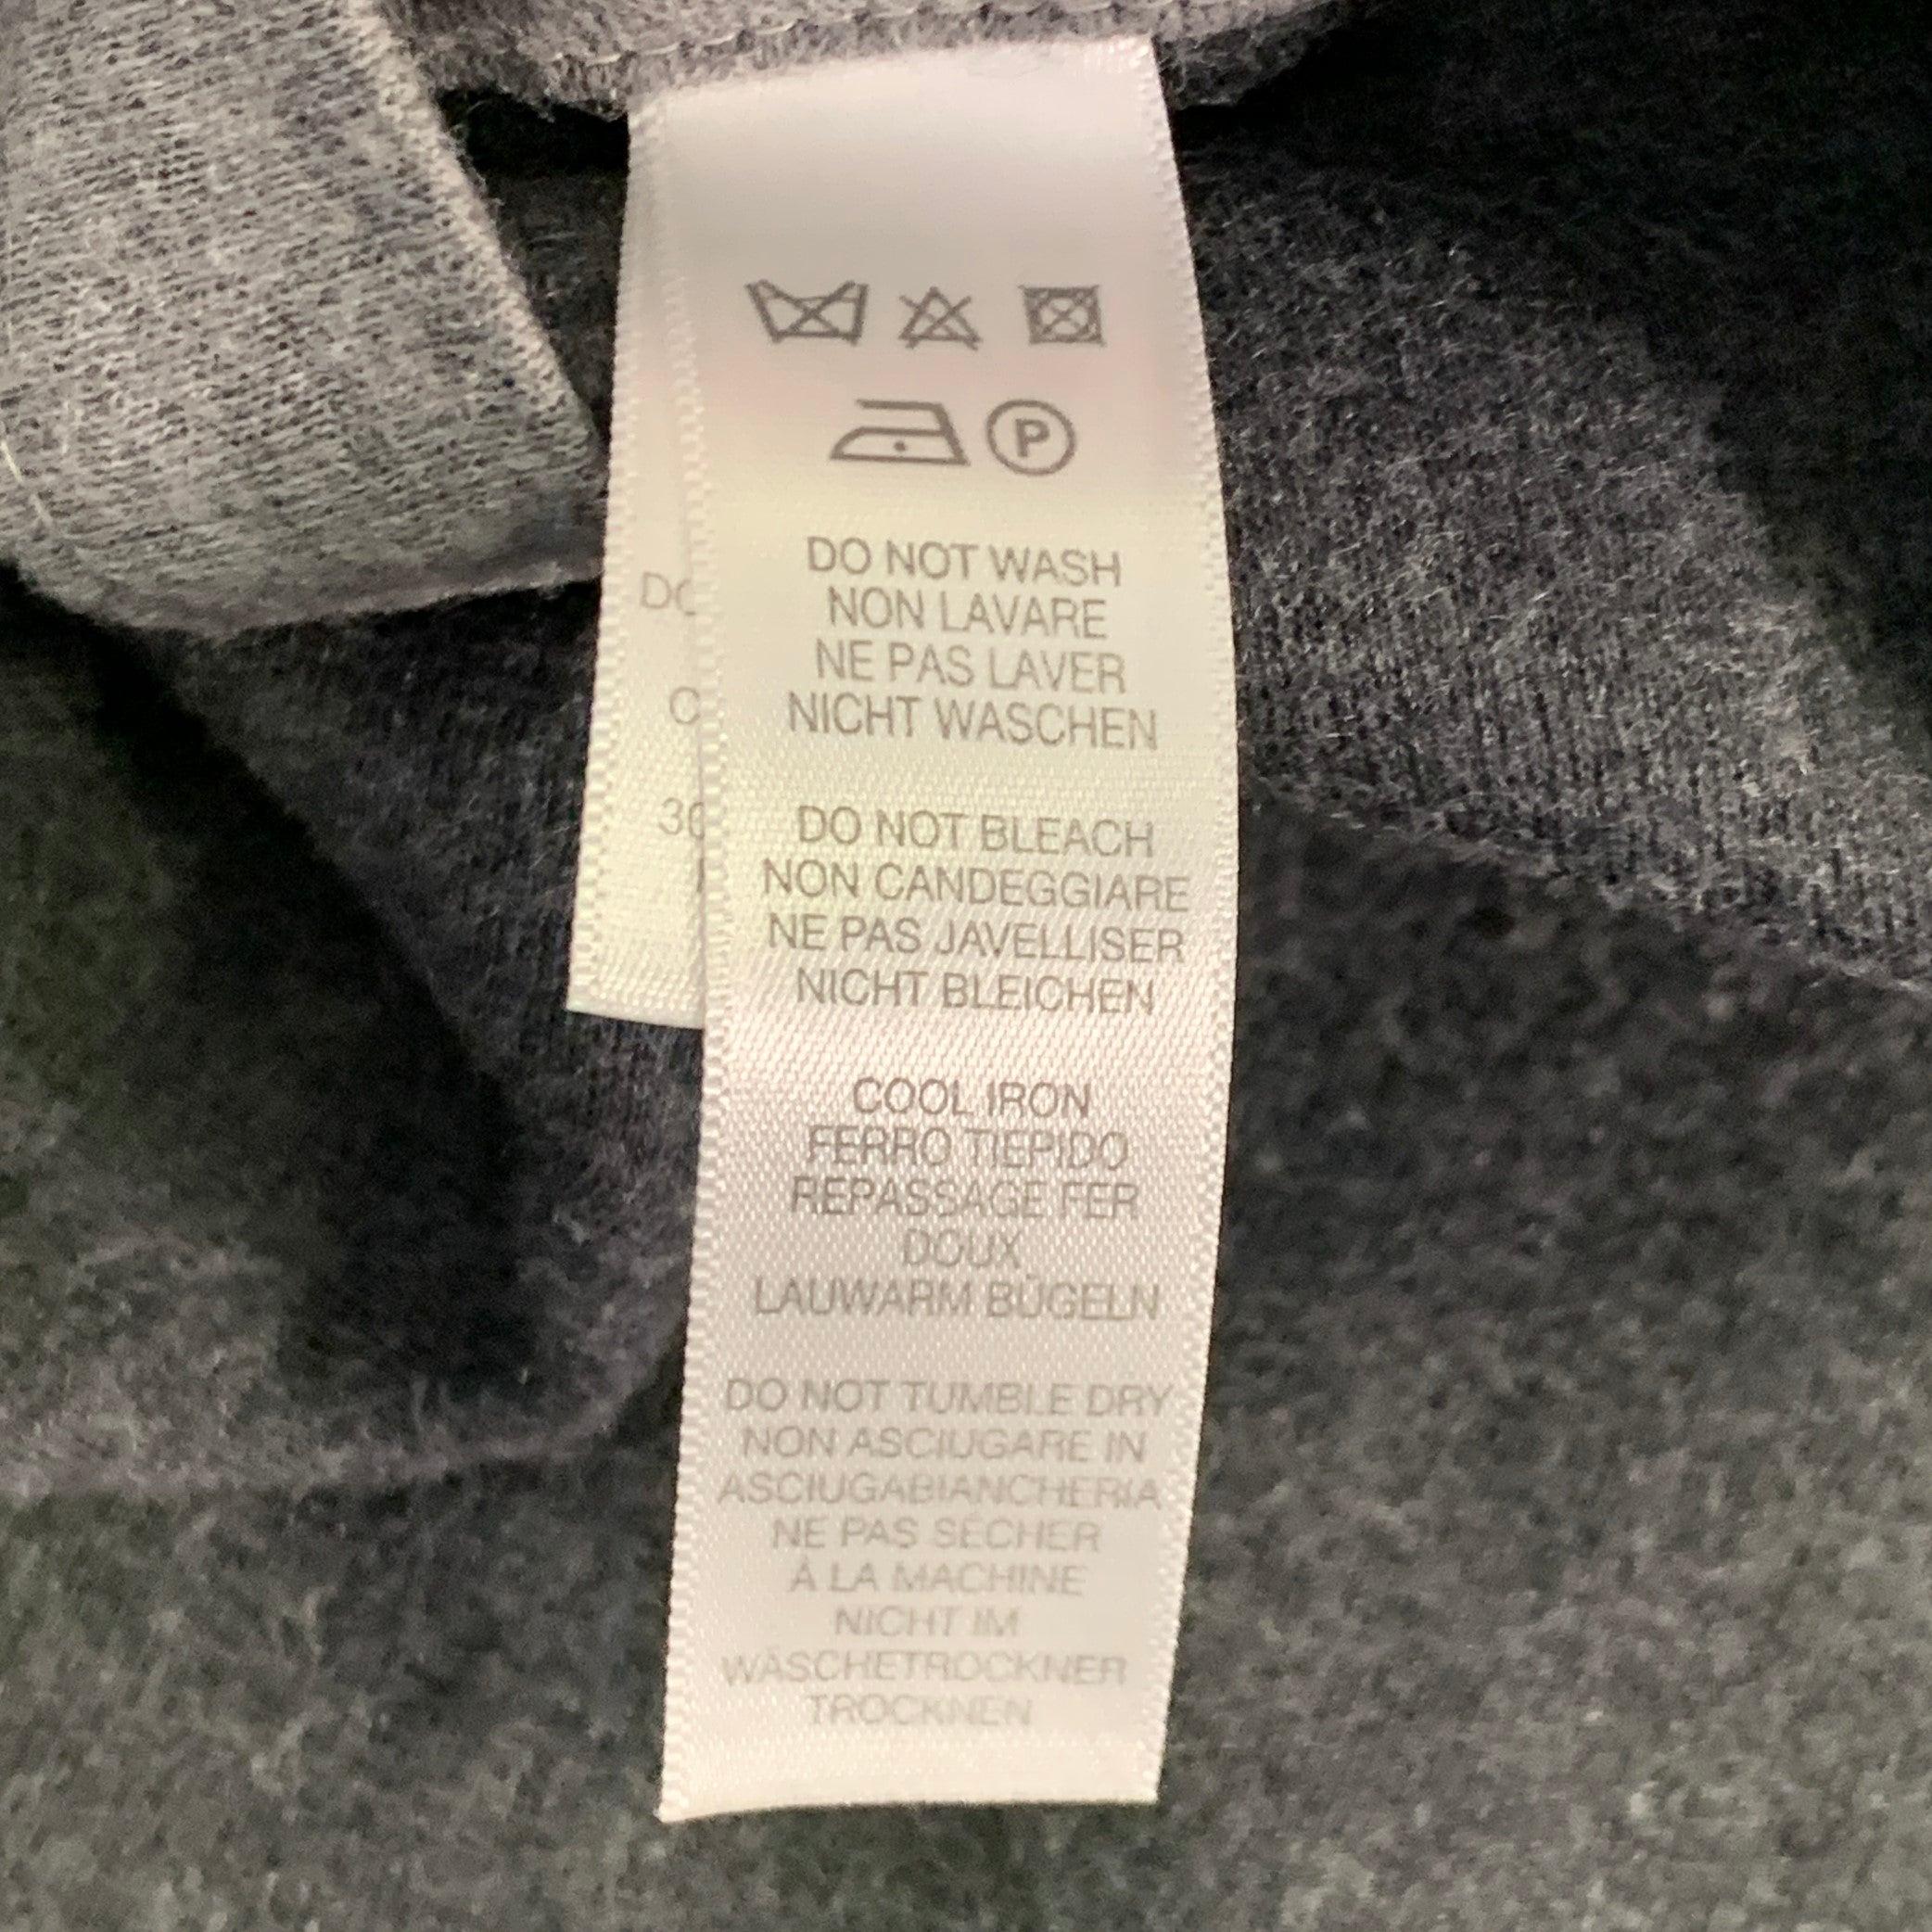 P
DO NOT WASH
NON LAVARE
NE PAS LAVER
NICHT WASCHEN
DO NOT BLEACH
NON CANDEGGIARE
NE PAS JAVELLISER
NICHT BLEICHEN
COOL IRON
FERRO TIEPIDO
REPASSAGE FER
DOUX
LAUWARM BÜGELN
DO NOT TUMBLE DRY
NON ASCIUGARE IN
ASCIUGABIANCHERIA
NE PAS SÉCHER
À LA MACHINE
NICHT IM
WÄSCHETROCKNER
TROCKNEN